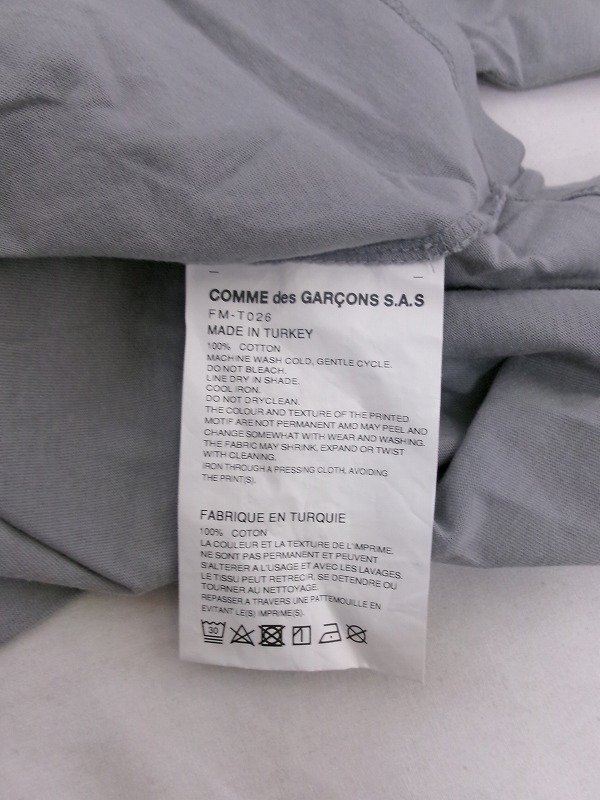 COMME des GARÇONS S.A.S
FM-T026
MADE IN TURKEY
100% COTTON
MACHINE WASH COLD, GENTLE CYCLE.
DO NOT BLEACH.
LINE DRY IN SHADE.
COOL IRON.
DO NOT DRYCLEAN.
THE COLOUR AND TEXTURE OF THE PRINTED
MOTIF ARE NOT PERMANENT AMD MAY PEEL AND
CHANGE SOMEWHAT WITH WEAR AND WASHING.
THE FABRIC MAY SHRINK, EXPAND OR TWIST
WITH CLEANING.
IRON THROUGH A PRESSING CLOTH, AVOIDING
THE PRINT(S).
FABRIQUE EN TURQUIE
100% COTON
LA COULEUR ET LA TEXTURE DE L'IMPRIME,
NE SONT PAS PERMANENT ET PEUVENT
S'ALTERER A L'USAGE ET AVEC LES LAVAGES.
LE TISSU PEUT RETRECIR, SE DETENDRE OU
TOURNER AU NETTOYAGE.
REPASSER A TRAVERS UNE PATTEMOUILLE EN
EVITANT LE(S) IMPRIME(S).
30